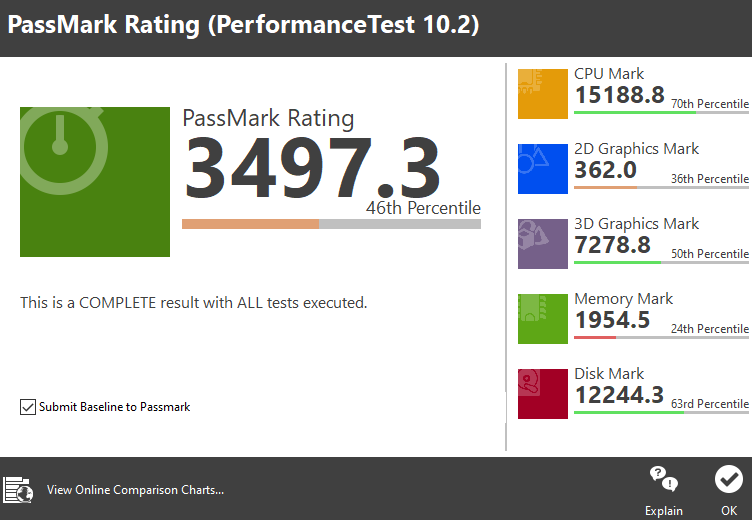 PassMark Rating (PerformanceTest 10.2)
PassMark Rating
3497.3
46th Percentile
This is a COMPLETE result with ALL tests executed.
Submit Baseline to Passmark
CPU Mark
15188.8
70th Percentile
2D Graphics Mark
362.0
36th Percentile
3D Graphics Mark
7278.8
50th Percentile
Memory Mark
1954.5
24th Percentile
Disk Mark
12244.3
63rd Percentile
View Online Comparison Charts...
Explain
OK